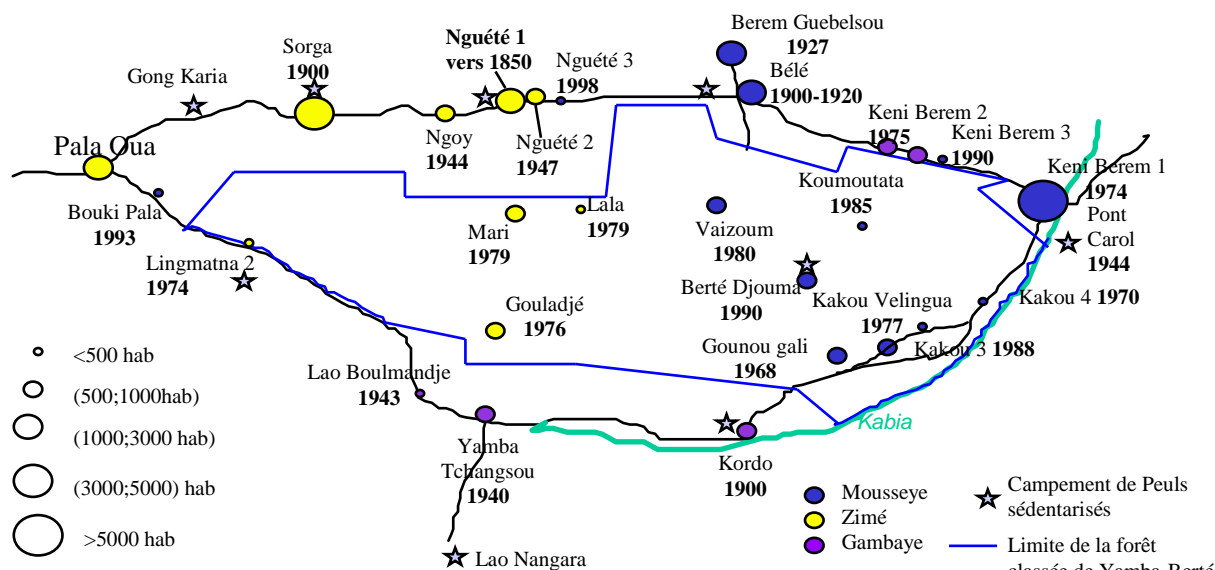 Berem Guebelsou
1927
Sorga
1900
Nguété 1
vers 1850
Nguété 3
1998
Bélé
1900-1920
Gong Karia
Keni Berem 2
1975
Keni Berem 3
1990
Pala Oua
Ngoy
1944
Nguété 2
1947
Keni Berem 1
1974
Koumoutata
1985
Bouki Pala
1993
Lala
1979
Mari
1979
Vaizoum
1980
Pont
Carol
1944
Lingmatna 2
1974
Berté Djouma
1990
Kakou Velingua
1977
Kakou 4 1970
Gouladjé
1976
Gounou gali
1968
Kakou 3 1988
<500 hab
Lao Boulmandje
1943
(500;1000hab)
Kabia
(1000;3000 hab)
Yamba
Tchangsou
1940
Kordo
1900
(3000;5000) hab
Mousseye
Zimé
Gambaye
Campement de Peuls
sédentarisés
>5000 hab
Lao Nangara
Limite de la forêt
classée de Yamba Berté